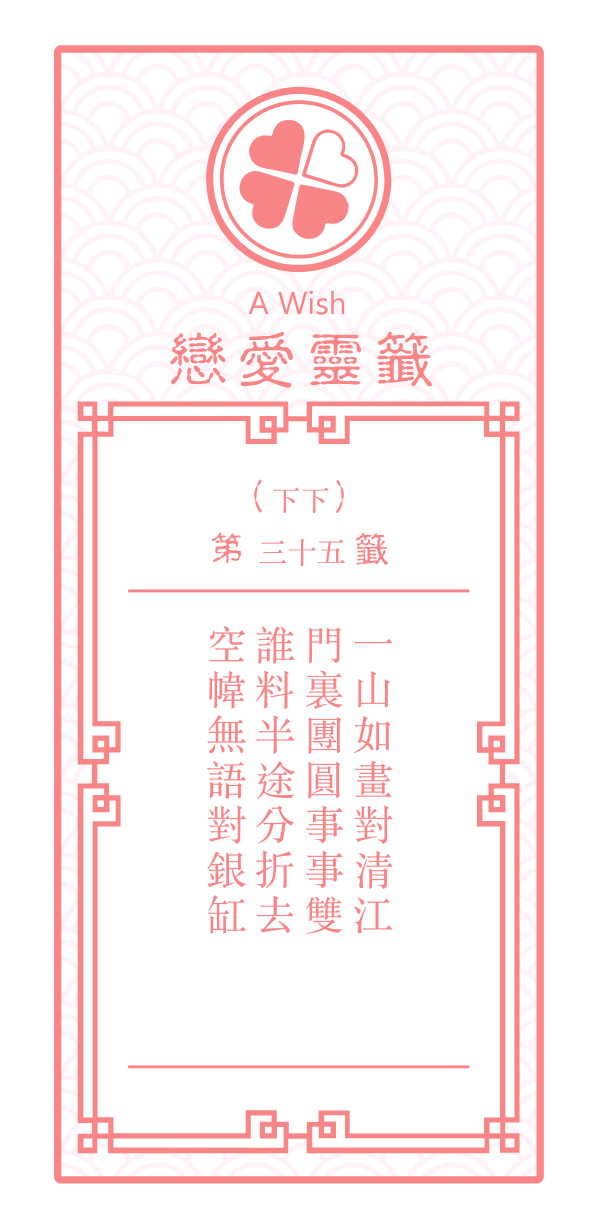 A Wish
戀愛靈籤
（下下）
第 三十五 籤
一山如畫對清江
門裏團圓事事雙
誰料半途分折去
空幃無語對銀缸